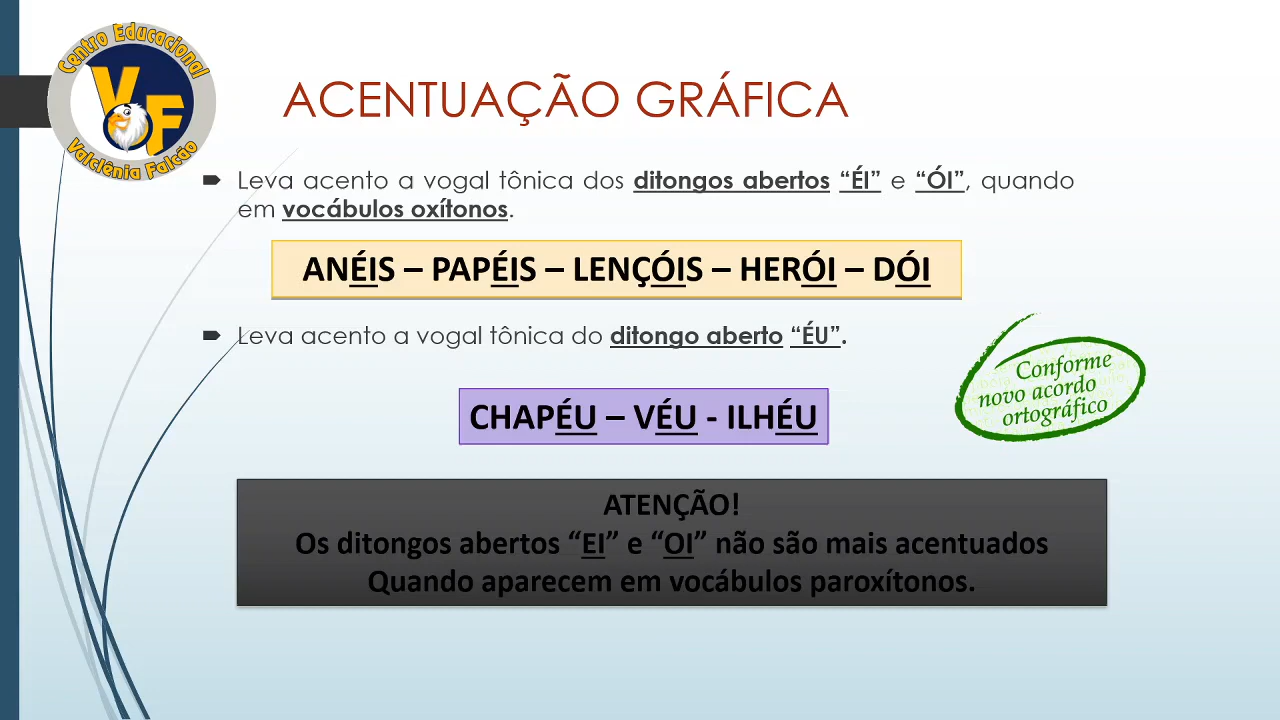 Centro Educacional
VF
Valclênia Falcão
ACENTUAÇÃO GRÁFICA
Leva acento a vogal tônica dos ditongos abertos “ÉI” e “ÓI”, quando
em vocábulos oxítonos.
ANÉIS – PAPÉIS – LENÇÓIS – HERÓI – DÓI
Leva acento a vogal tônica do ditongo aberto “ÉU”.
Conforme
novo acordo
ortográfico
CHAPÉU – VÉU - ILHÉU
ATENÇÃO!
Os ditongos abertos “EI” e “OI” não são mais acentuados
Quando aparecem em vocábulos paroxítonos.